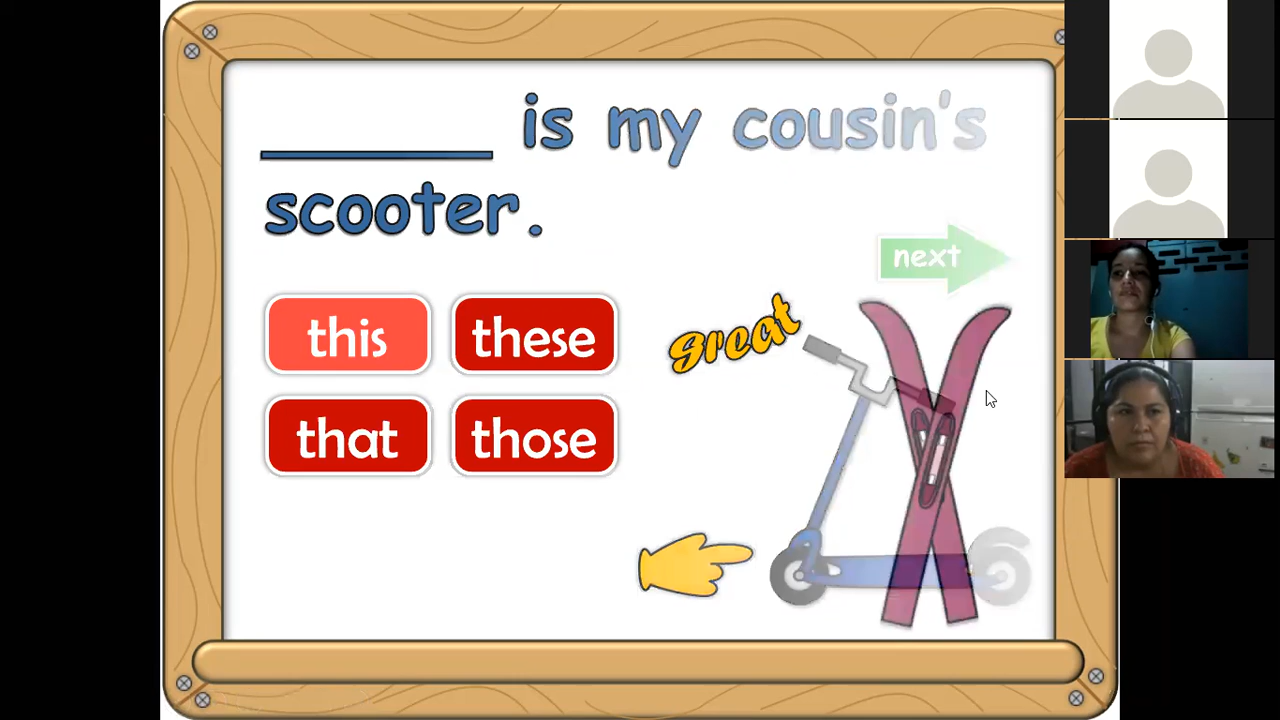 _______ is my cousin's
scooter.
next
this these
great
that those